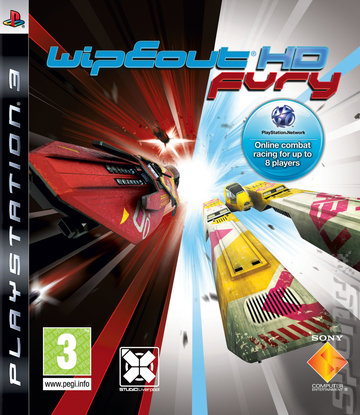 PLAYSTATION 3
wipEout® HD
fury
PlayStation®Network
Online combat
racing for up to
8 players
3
www.pegi.info
STUDIO Liverpool
SONY
COMPUTER
ENTERTAINMENT®